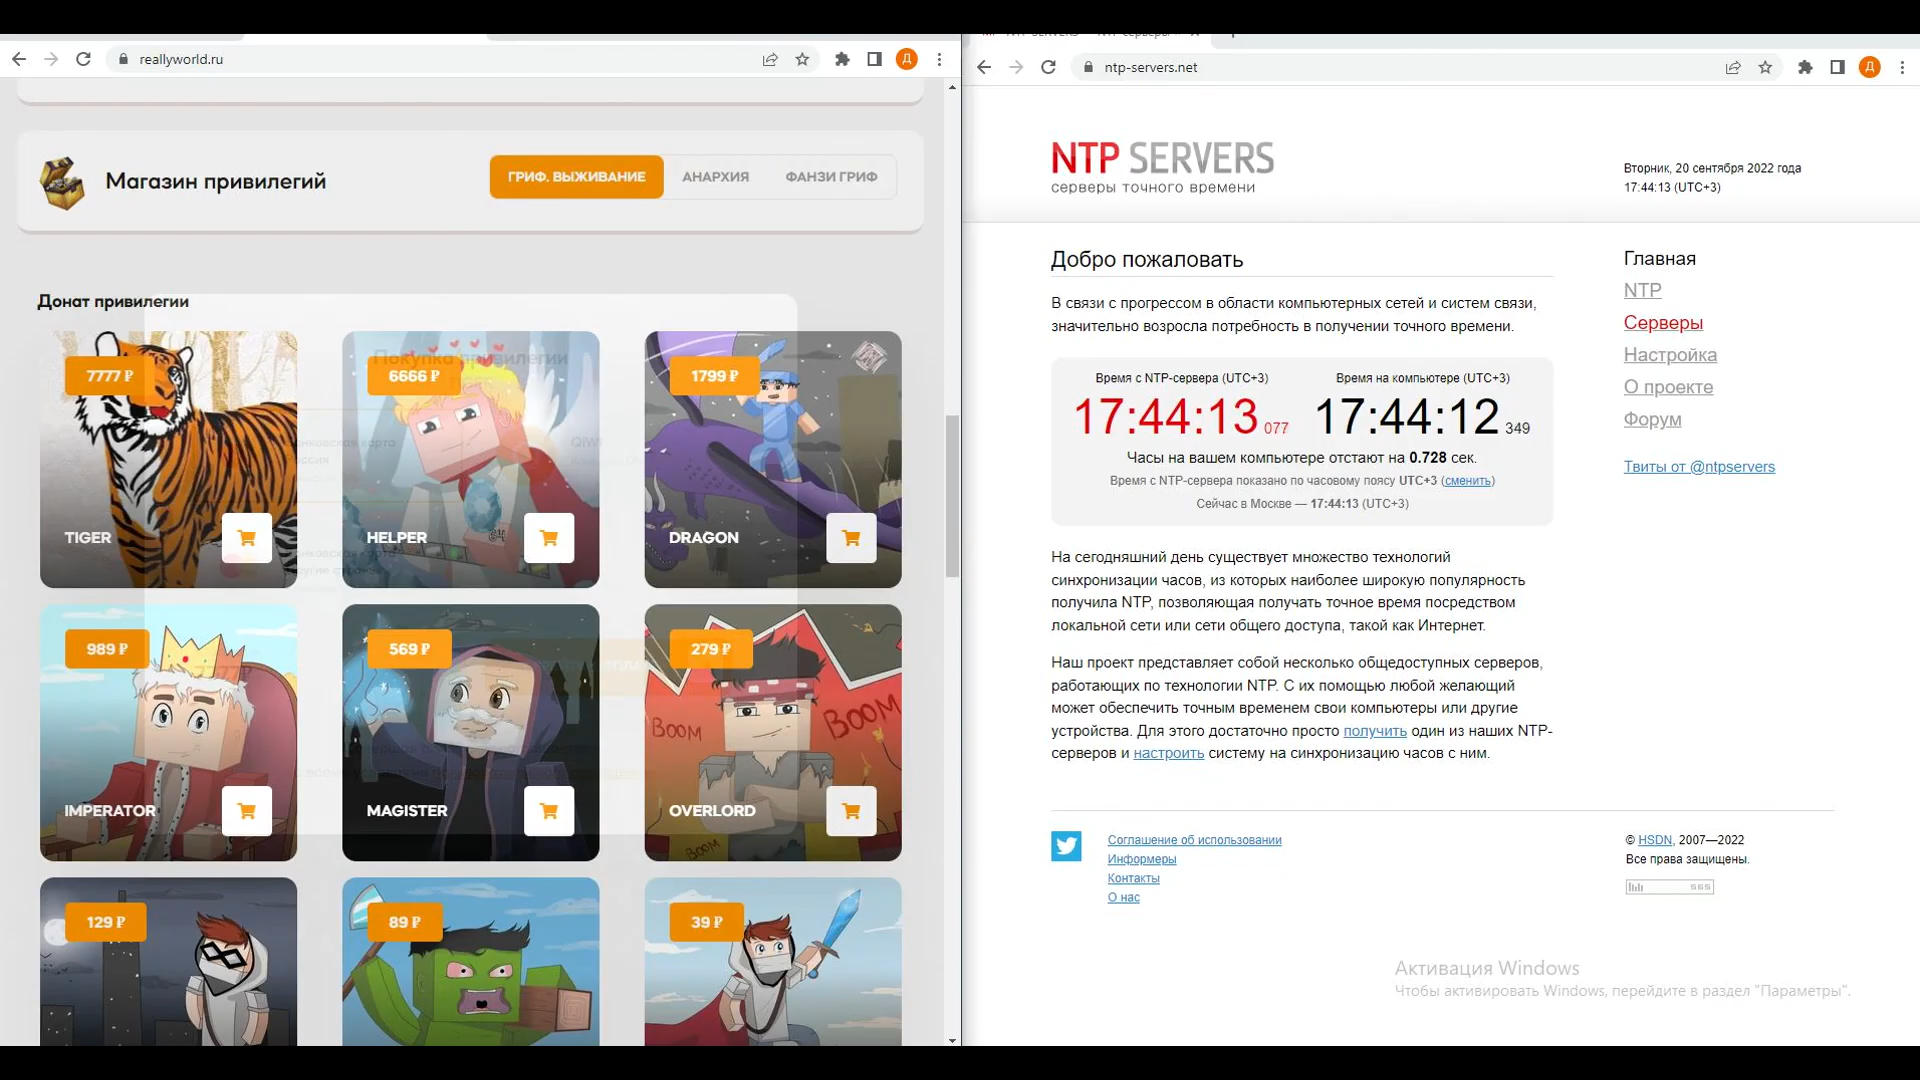 reallyworld.ru
Д
Магазин привилегий
ГРИФ. ВЫЖИВАНИЕ
АНАРХИЯ
ФАНЗИ ГРИФ
Донат привилегии
Покупка привилегии
7777 ₽
TIGER
6666 ₽
HELPER
1799 ₽
DRAGON
989 ₽
IMPERATOR
569 ₽
MAGISTER
279 ₽
BOOM
BOOM
BOOM
OVERLORD
129 ₽
89 ₽
39 ₽
ntp-servers.net
Д
NTP SERVERS
серверы точного времени
Вторник, 20 сентября 2022 года
17:44:13 (UTC+3)
Добро пожаловать
В связи с прогрессом в области компьютерных сетей и систем связи,
значительно возросла потребность в получении точного времени.
Время с NTP-сервера (UTC+3)
Время на компьютере (UTC+3)
17:44:13 077
17:44:12 349
Часы на вашем компьютере отстают на 0.728 сек.
Время с NTP-сервера показано по часовому поясу UTC+3 (сменить)
Сейчас в Москве — 17:44:13 (UTC+3)
На сегодняшний день существует множество технологий
синхронизации часов, из которых наиболее широкую популярность
получила NTP, позволяющая получать точное время посредством
локальной сети или сети общего доступа, такой как Интернет.
Наш проект представляет собой несколько общедоступных серверов,
работающих по технологии NTP. С их помощью любой желающий
может обеспечить точным временем свои компьютеры или другие
устройства. Для этого достаточно просто получить один из наших NTP-
серверов и настроить систему на синхронизацию часов с ним.
Главная
NTP
Серверы
Настройка
О проекте
Форум
Твиты от @ntpservers
Соглашение об использовании
Информеры
Контакты
О нас
© HSDN, 2007—2022
Все права защищены.
Активация Windows
Чтобы активировать Windows, перейдите в раздел "Параметры".